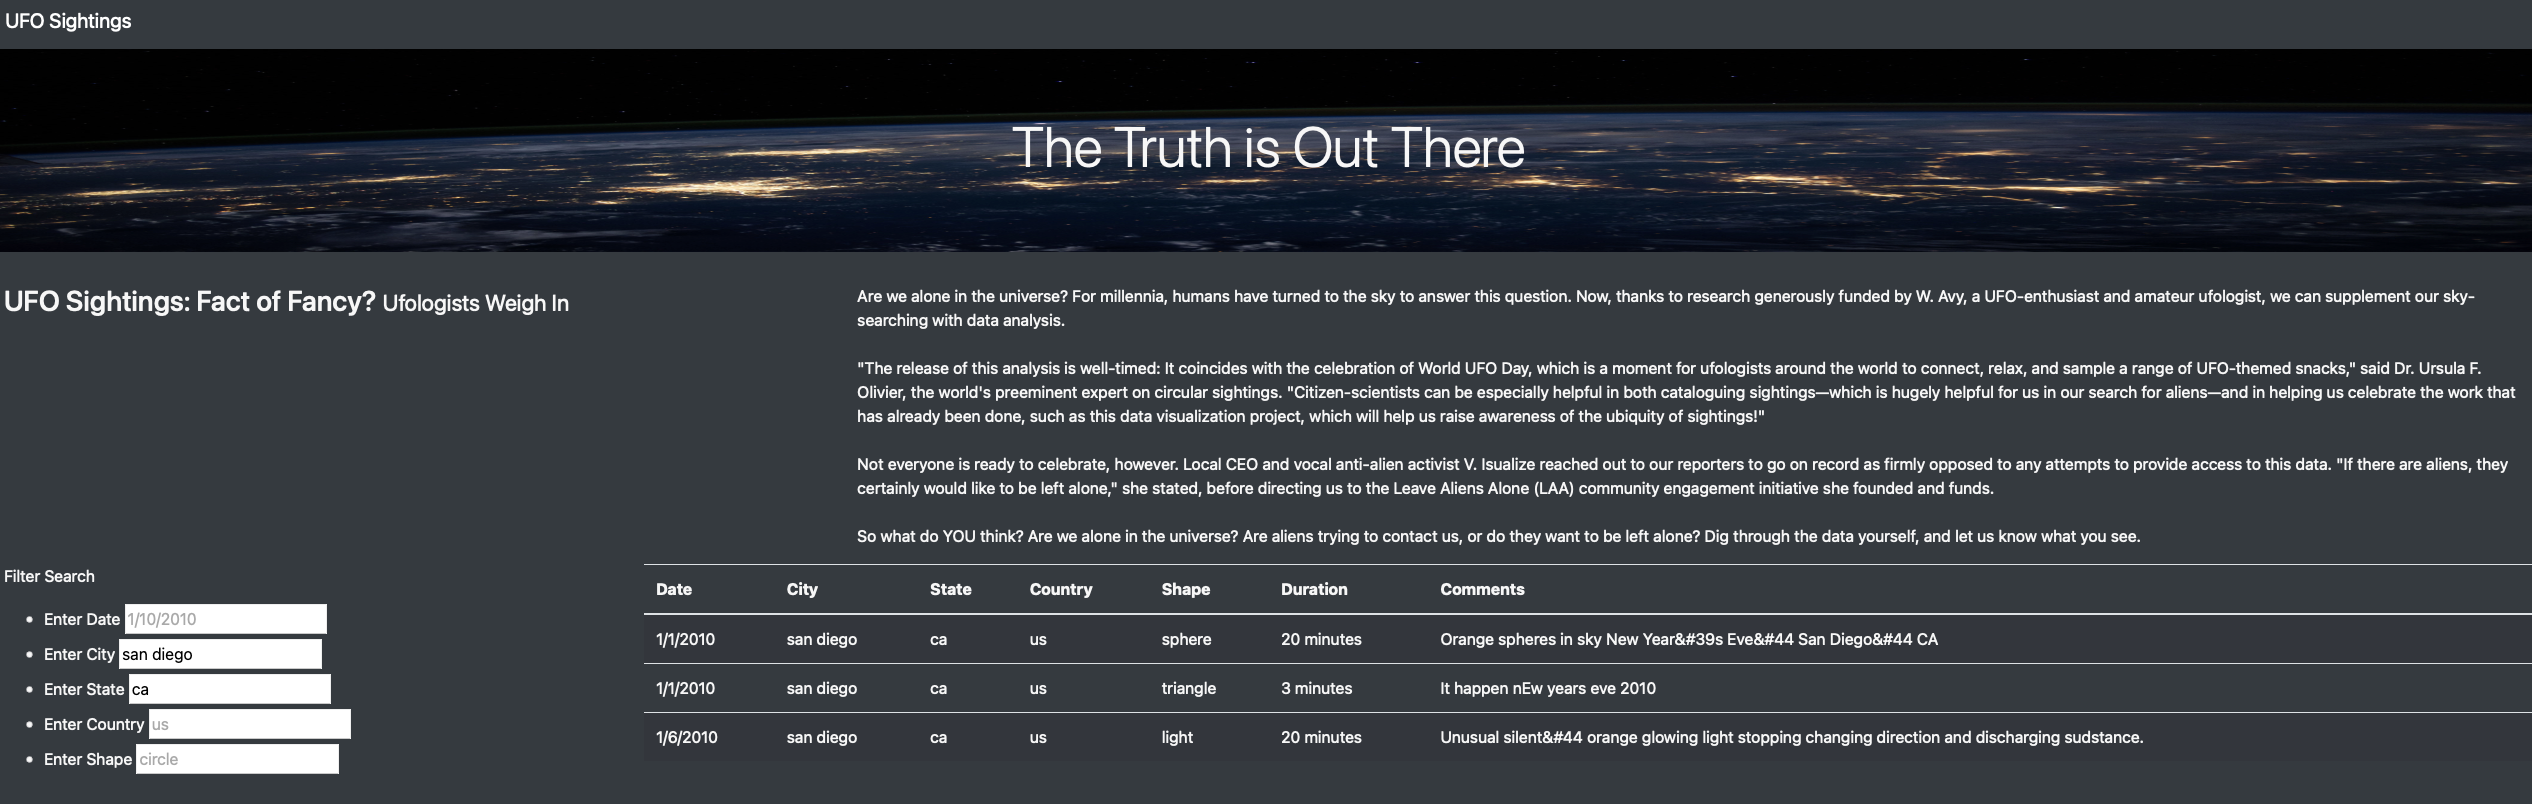 UFO Sightings
The Truth is Out There
UFO Sightings: Fact of Fancy? Ufologists Weigh In
Are we alone in the universe? For millennia, humans have turned to the sky to answer this question. Now, thanks to research generously funded by W. Avy, a UFO-enthusiast and amateur ufologist, we can supplement our sky-
searching with data analysis.
"The release of this analysis is well-timed: It coincides with the celebration of World UFO Day, which is a moment for ufologists around the world to connect, relax, and sample a range of UFO-themed snacks," said Dr. Ursula F.
Olivier, the world's preeminent expert on circular sightings. "Citizen-scientists can be especially helpful in both cataloguing sightings—which is hugely helpful for us in our search for aliens—and in helping us celebrate the work that
has already been done, such as this data visualization project, which will help us raise awareness of the ubiquity of sightings!"
Not everyone is ready to celebrate, however. Local CEO and vocal anti-alien activist V. Isualize reached out to our reporters to go on record as firmly opposed to any attempts to provide access to this data. "If there are aliens, they
certainly would like to be left alone," she stated, before directing us to the Leave Aliens Alone (LAA) community engagement initiative she founded and funds.
So what do YOU think? Are we alone in the universe? Are aliens trying to contact us, or do they want to be left alone? Dig through the data yourself, and let us know what you see.
Filter Search
• Enter Date 1/10/2010
• Enter City san diego
• Enter State ca
• Enter Country us
• Enter Shape circle
Date City State Country Shape Duration Comments
1/1/2010 san diego ca us sphere 20 minutes Orange spheres in sky New Year&#39s Eve&#44 San Diego&#44 CA
1/1/2010 san diego ca us triangle 3 minutes It happen nEw years eve 2010
1/6/2010 san diego ca us light 20 minutes Unusual silent&#44 orange glowing light stopping changing direction and discharging sudstance.